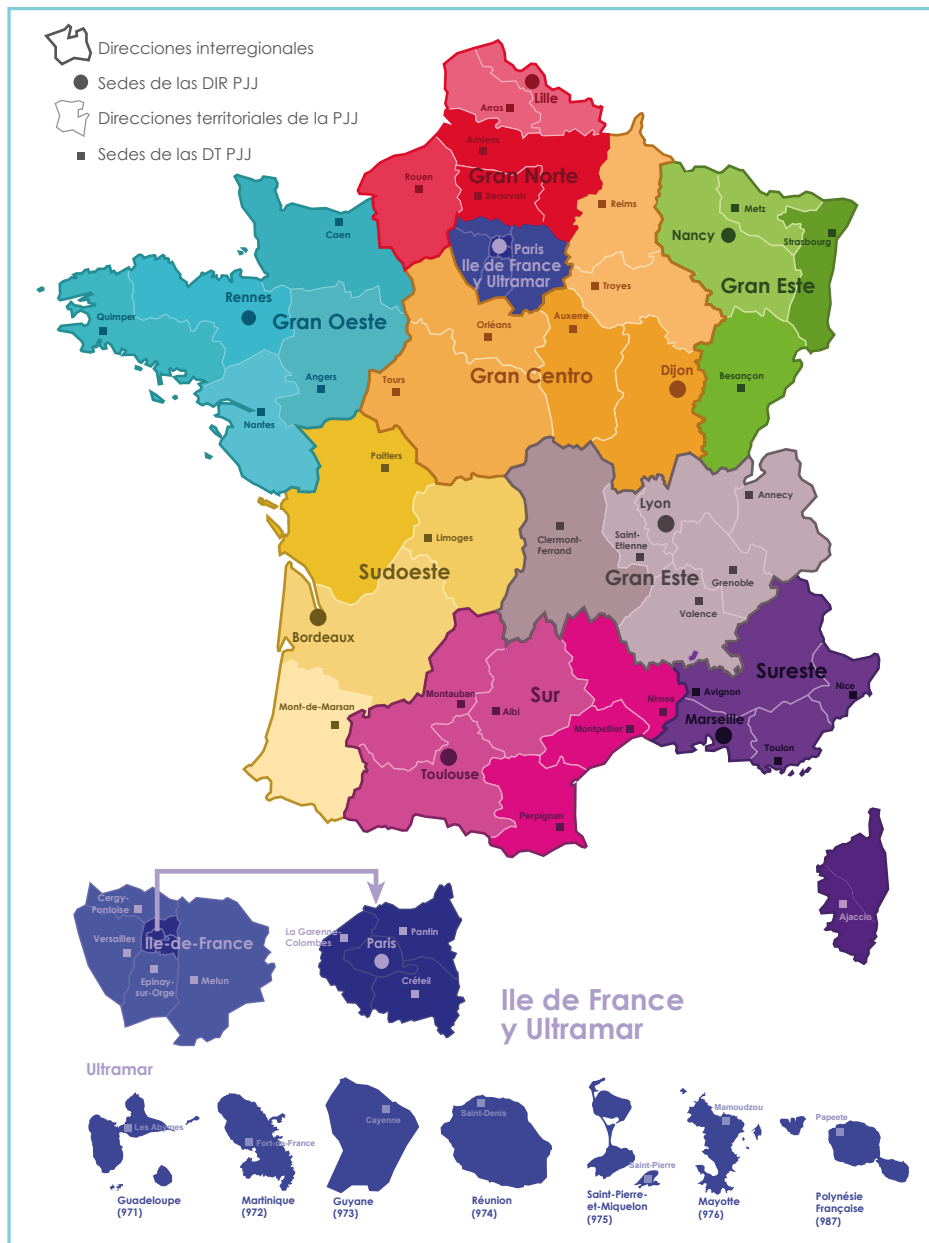 Direcciones interregionales
Sedes de las DIR PJJ
Direcciones territoriales de la PJJ
Sedes de las DT PJJ
Lille
Arras
Amiens
Gran Norte
Rouen
Beauvais
Reims
Metz
Nancy
Strasbourg
Caen
Paris
Ile de France
y Ultramar
Troyes
Gran Este
Rennes
Quimper
Gran Oeste
Orléans
Auxerre
Angers
Tours
Gran Centro
Dijon
Besançon
Nantes
Poitiers
Annecy
Lyon
Limoges
Clermont-
Ferrand
Saint-
Etienne
Sudoeste
Gran Este
Grenoble
Valence
Bordeaux
Sureste
Montauban
Sur
Avignon
Nice
Mont-de-Marsan
Albi
Nîmes
Marseille
Montpellier
Toulon
Toulouse
Perpignan
Ajaccio
Cergy-
Pontoise
Versailles
Ile-de-France
Epinay-
sur-Orge
Melun
La Garenne-
Colombes
Pantin
Paris
Créteil
Ile de France
y Ultramar
Ultramar
Les Abymes
Fort-de-France
Cayenne
Saint-Denis
Saint-Pierre
Mamoudzou
Papeete
Guadeloupe
(971)
Martinique
(972)
Guyane
(973)
Réunion
(974)
Saint-Pierre-
et-Miquelon
(975)
Mayotte
(976)
Polynésie
Française
(987)